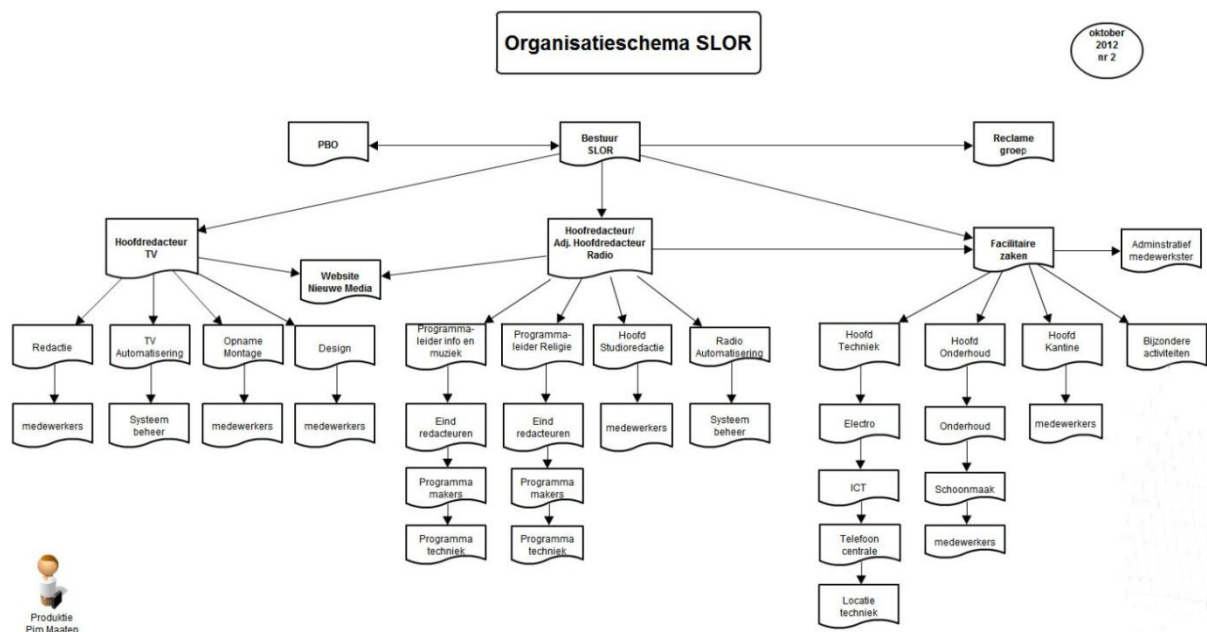 Organisatieschema SLOR
oktober
2012
nr 2
PBO
Bestuur
SLOR
Reclame
groep
Hoofdredacteur
TV
Website
Nieuwe Media
Hoofredacteur/
Adj. Hoofdredacteur
Radio
Facilitaire
zaken
Adminstratief
medewerkster
Redactie
TV
Automatisering
Opname
Montage
Design
Programma-
leider info en
muziek
Programma-
leider Religie
Hoofd
Studioredactie
Radio
Automatisering
Hoofd
Techniek
Hoofd
Onderhoud
Hoofd
Kantine
Bijzondere
activiteiten
medewerkers
Systeem
beheer
medewerkers
medewerkers
Eind
redacteuren
Eind
redacteuren
medewerkers
Systeem
beheer
Electro
Onderhoud
medewerkers
Programma
makers
Programma
makers
ICT
Schoonmaak
Programma
techniek
Programma
techniek
Telefoon
centrale
medewerkers
Locatie
techniek
Produktie
Pim Maaten